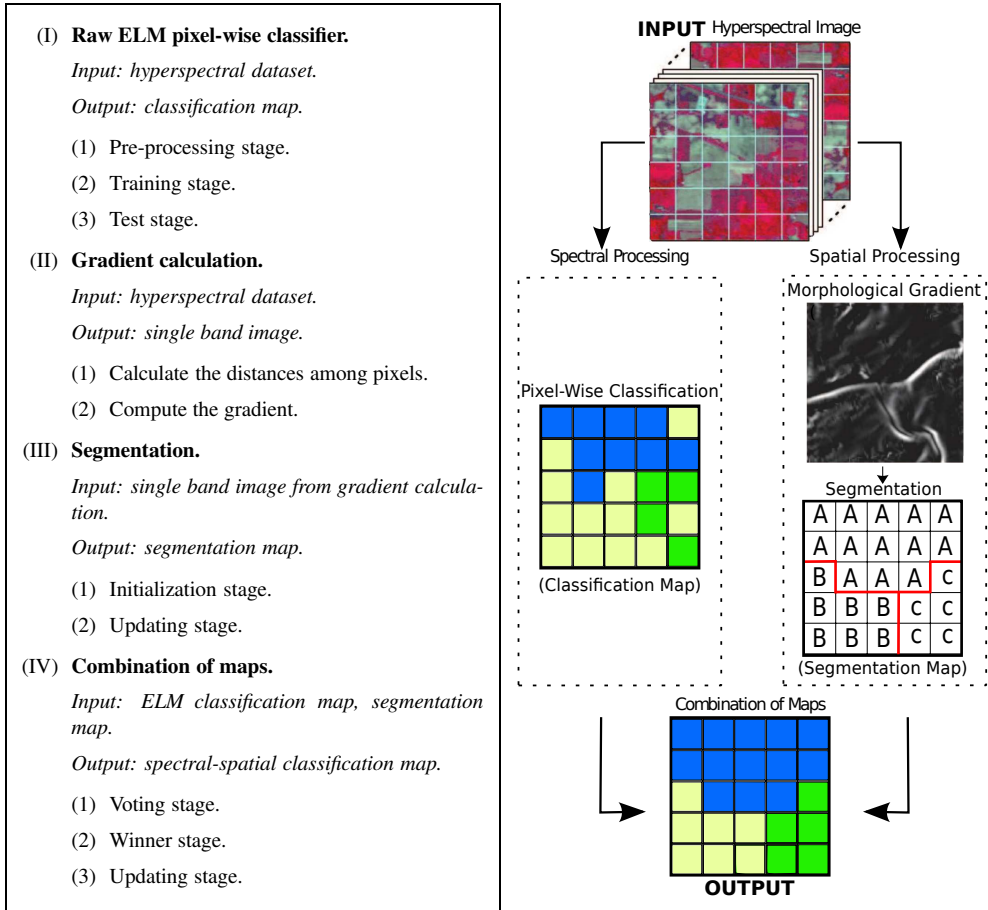 (I) Raw ELM pixel-wise classifier.
Input: hyperspectral dataset.
Output: classification map.
(1) Pre-processing stage.
(2) Training stage.
(3) Test stage.
(II) Gradient calculation.
Input: hyperspectral dataset.
Output: single band image.
(1) Calculate the distances among pixels.
(2) Compute the gradient.
(III) Segmentation.
Input: single band image from gradient calcula-
tion.
Output: segmentation map.
(1) Initialization stage.
(2) Updating stage.
(IV) Combination of maps.
Input: ELM classification map, segmentation
map.
Output: spectral-spatial classification map.
(1) Voting stage.
(2) Winner stage.
(3) Updating stage.
INPUT Hyperspectral Image
Spectral Processing
Pixel-Wise Classification
(Classification Map)
Spatial Processing
Morphological Gradient
Segmentation
A A A A A
A A A A A
B A A A c
B B B c c
B B B c c
(Segmentation Map)
Combination of Maps
OUTPUT